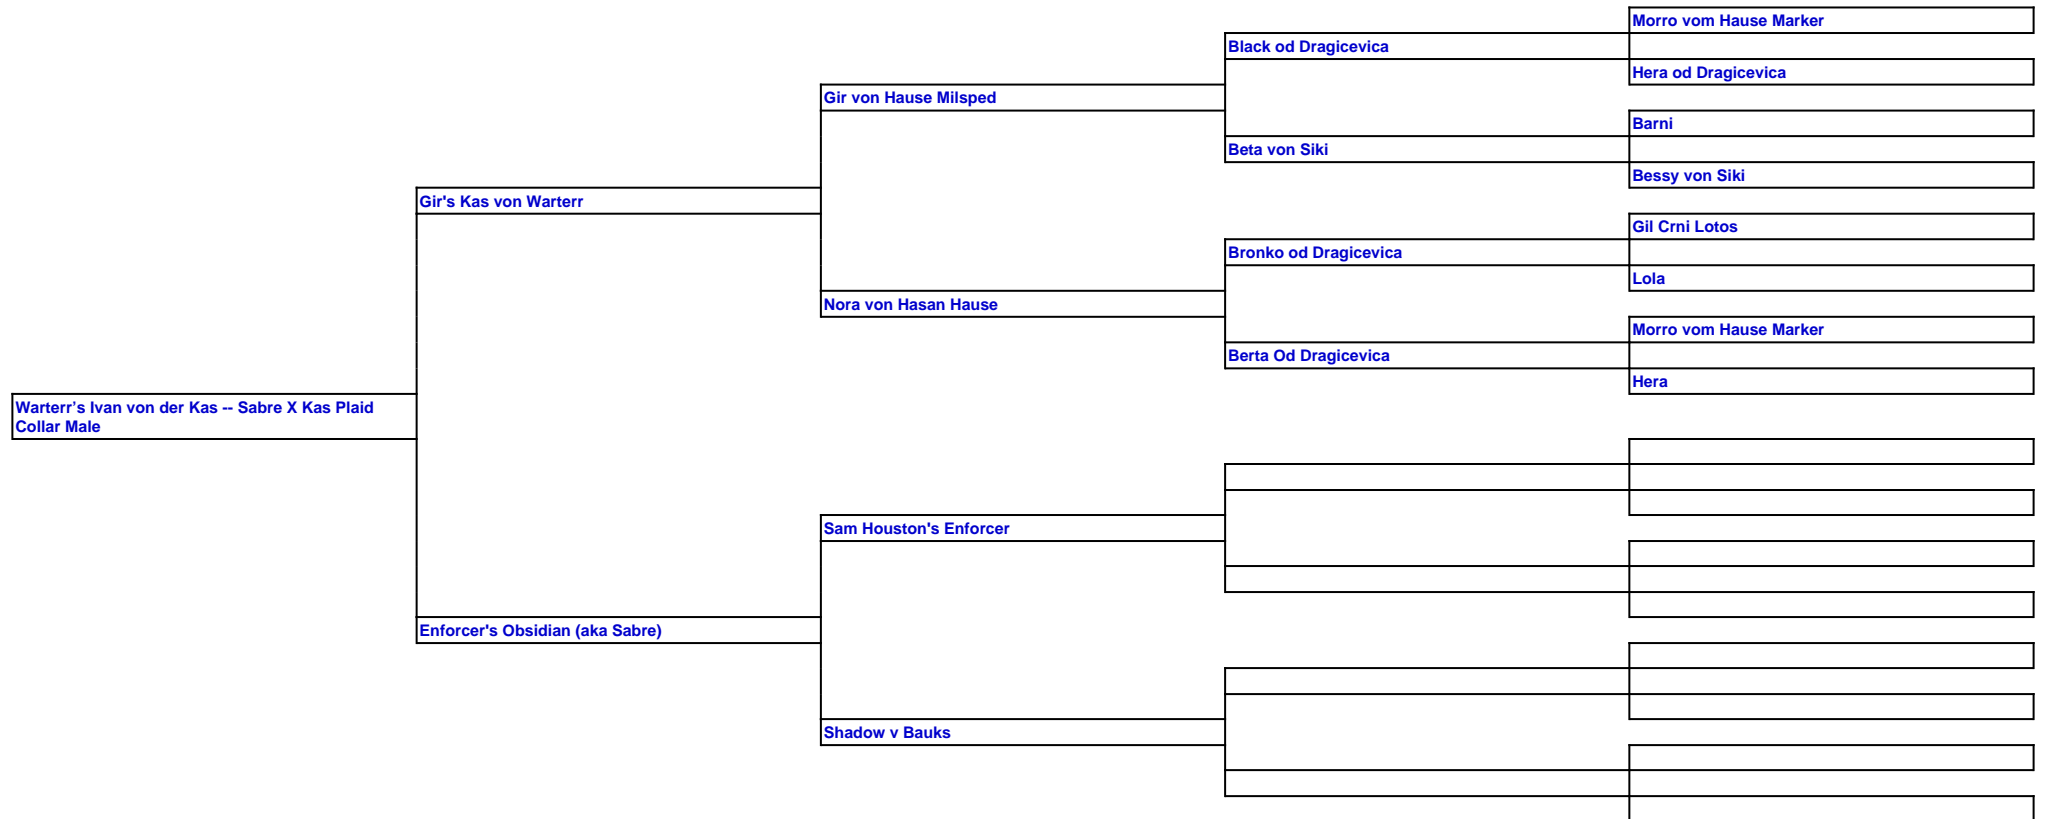 Morro vom Hause Marker
Black od Dragicevica
Hera od Dragicevica
Gir von Hause Milsped
Barni
Beta von Siki
Bessy von Siki
Gir's Kas von Warterr
Gil Crni Lotos
Bronko od Dragicevica
Lola
Nora von Hasan Hause
Morro vom Hause Marker
Berta Od Dragicevica
Hera
Warterr’s Ivan von der Kas -- Sabre X Kas Plaid
Collar Male
Sam Houston's Enforcer
Enforcer's Obsidian (aka Sabre)
Shadow v Bauks